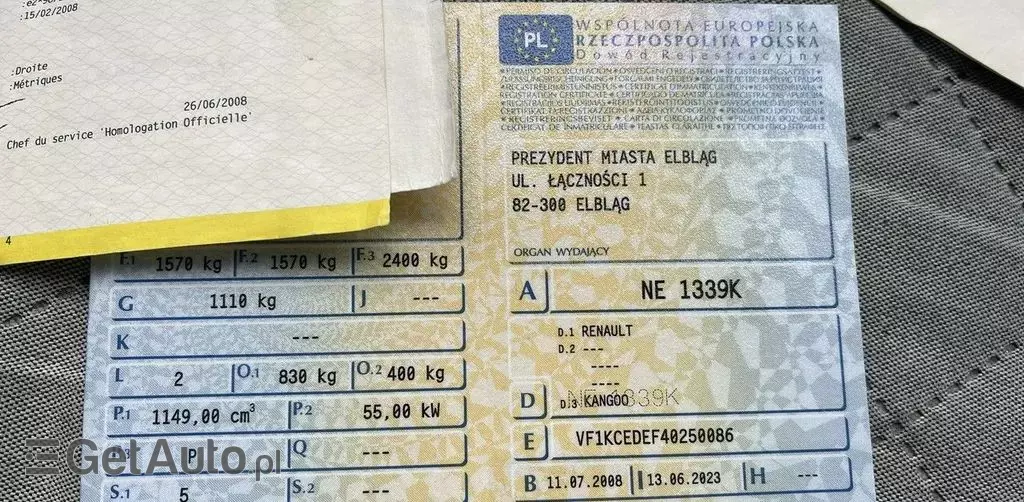 :15/02/2008
:Droite
:Métriques
26/06/2008
Chef du service 'Homologation Officielle'
4
PL
WSPÓLNOTA EUROPEJSKA
RZECZPOSPOLITA POLSKA
Dowód Rejestracyjny
PREZYDENT MIASTA ELBLĄG
UL. ŁĄCZNOŚCI 1
82-300 ELBLĄG
ORGAN WYDAJĄCY
F.1 1570 kg F.2 1570 kg F.3 2400 kg
G 1110 kg J ---
K ---
L 2 O.1 830 kg O.2 400 kg
P.1 1149,00 cm³ P.2 55,00 kW
P Q ---
S.1 5 S.2 ---
A NE 1339K
D.1 RENAULT
D.2 ---
----
----
D D.3 KANGOO
NE 1339K
E VF1KCEDEF40250086
B 11.07.2008 I 13.06.2023 H ---
GetAuto.pl